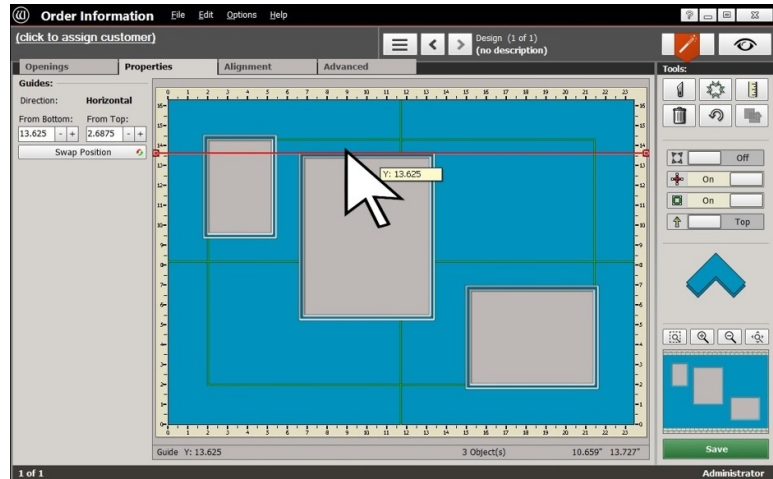 Order Information File Edit Options Help
(click to assign customer)
Design (1 of 1)
(no description)
Openings Properties Alignment Advanced
Tools:
Guides:
Direction: Horizontal
From Bottom: From Top:
13.625 - + 2.6875 - +
Swap Position
Y: 13.625
Off
On
On
Top
Guide Y: 13.625 3 Object(s) 10.659" 13.727"
Save
1 of 1 Administrator